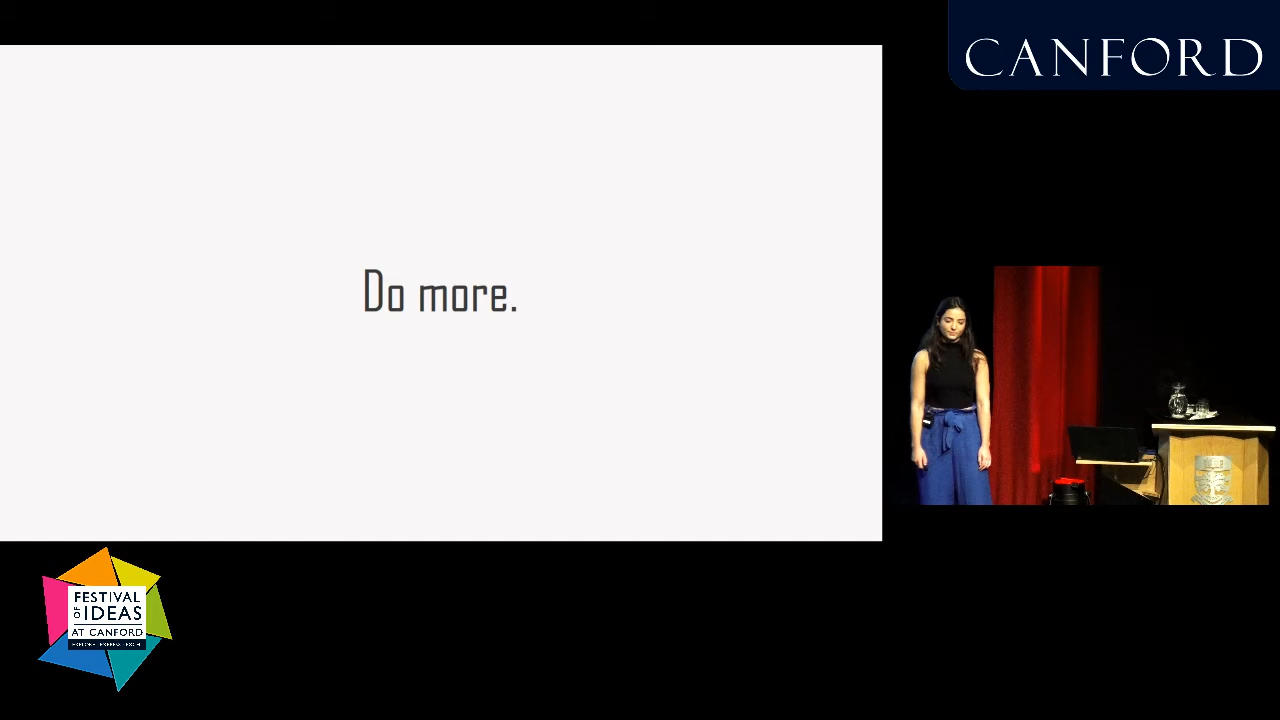 CANFORD
Do more.
FESTIVAL
OF IDEAS
AT CANFORD